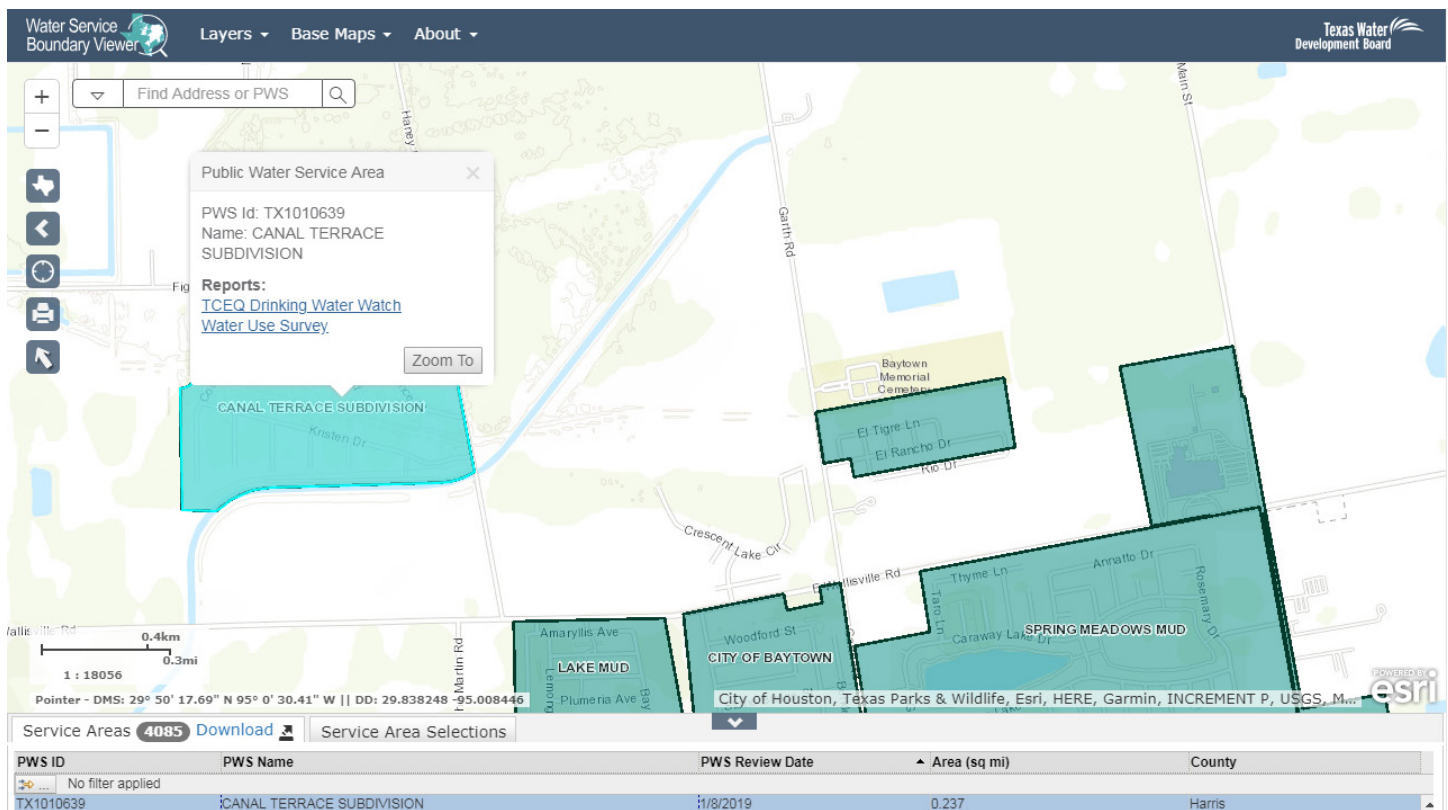 Water Service
Boundary Viewer
Layers
Base Maps
About
Texas Water
Development Board
Find Address or PWS
Main St
Haney
Garth Rd
Public Water Service Area
PWS Id: TX1010639
Name: CANAL TERRACE
SUBDIVISION
Fig
Reports:
TCEQ Drinking Water Watch
Water Use Survey
Zoom To
Baytown
Memorial
Cemetery
CANAL TERRACE SUBDIVISION
Kristen Dr
El Tigre Ln
El Rancho Dr
Rio Dr
Crescent Lake Cir
Annatto Dr
Thyme Ln
Rosemary Dr
Taro Ln
Amaryllis Ave
Woodford St
SPRING MEADOWS MUD
Caraway Lake Dr
0.4km
0.3mi
Martin Rd
LAKE MUD
CITY OF BAYTOWN
1 : 18056
Plumeria Ave
POWERED BY
esri
Pointer - DMS: 29° 50' 17.69" N 95° 0' 30.41" W || DD: 29.838248 -95.008446
City of Houston, Texas Parks & Wildlife, Esri, HERE, Garmin, INCREMENT P, USGS, M...
Service Areas 4085 Download
Service Area Selections
PWS ID PWS Name PWS Review Date Area (sq mi) County
... No filter applied
TX1010639 CANAL TERRACE SUBDIVISION 1/8/2019 0.237 Harris